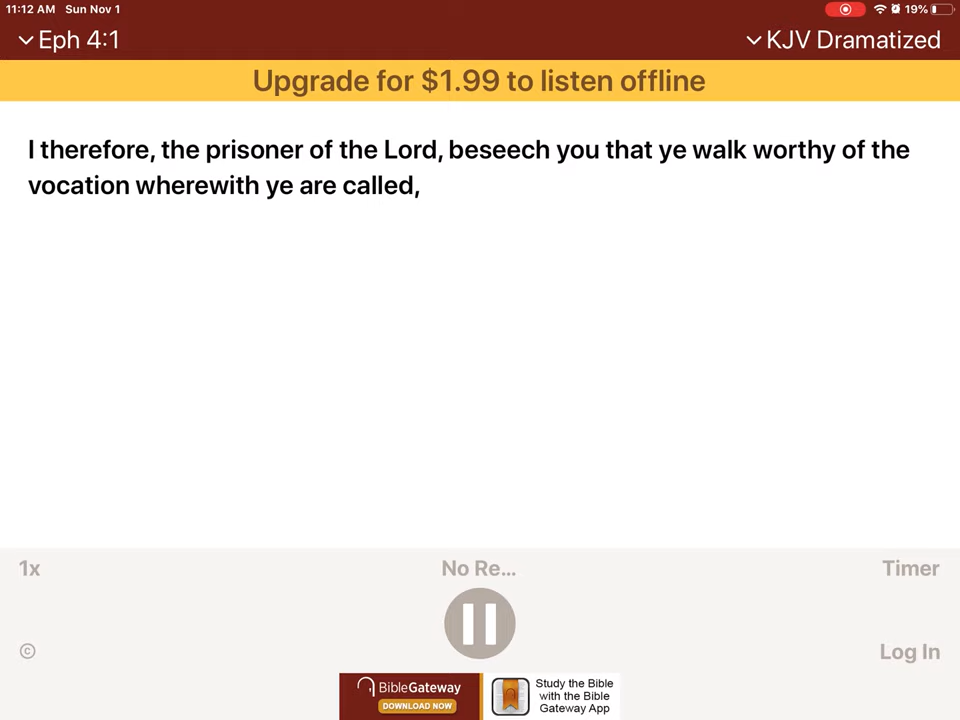 11:12 AM Sun Nov 1 19%
Eph 4:1 KJV Dramatized
Upgrade for $1.99 to listen offline
I therefore, the prisoner of the Lord, beseech you that ye walk worthy of the
vocation wherewith ye are called,
1x No Re... Timer
© Log In
BibleGateway
DOWNLOAD NOW
Study the Bible
with the Bible
Gateway App